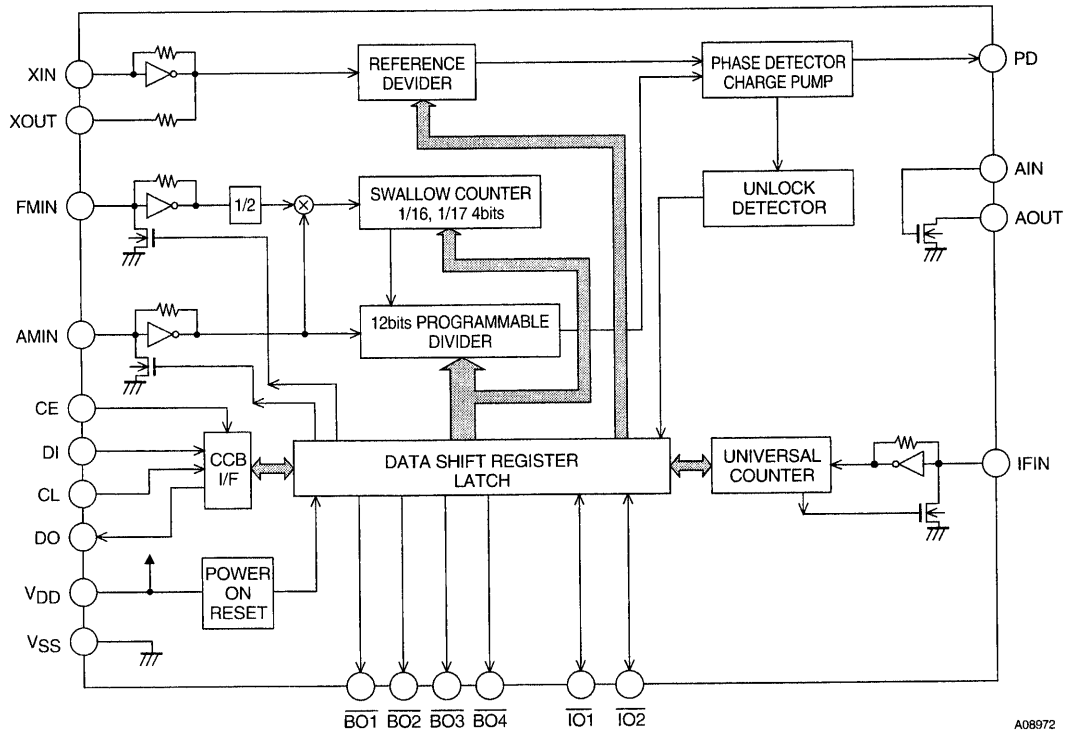 XIN
XOUT
FMIN
AMIN
CE
DI
CL
DO
VDD
VSS
REFERENCE
DEVIDER
PHASE DETECTOR
CHARGE PUMP
PD
1/2
SWALLOW COUNTER
1/16, 1/17 4bits
UNLOCK
DETECTOR
AIN
AOUT
12bits PROGRAMMABLE
DIVIDER
CCB
I/F
DATA SHIFT REGISTER
LATCH
UNIVERSAL
COUNTER
IFIN
POWER
ON
RESET
BO1 BO2 BO3 BO4 IO1 IO2
A08972